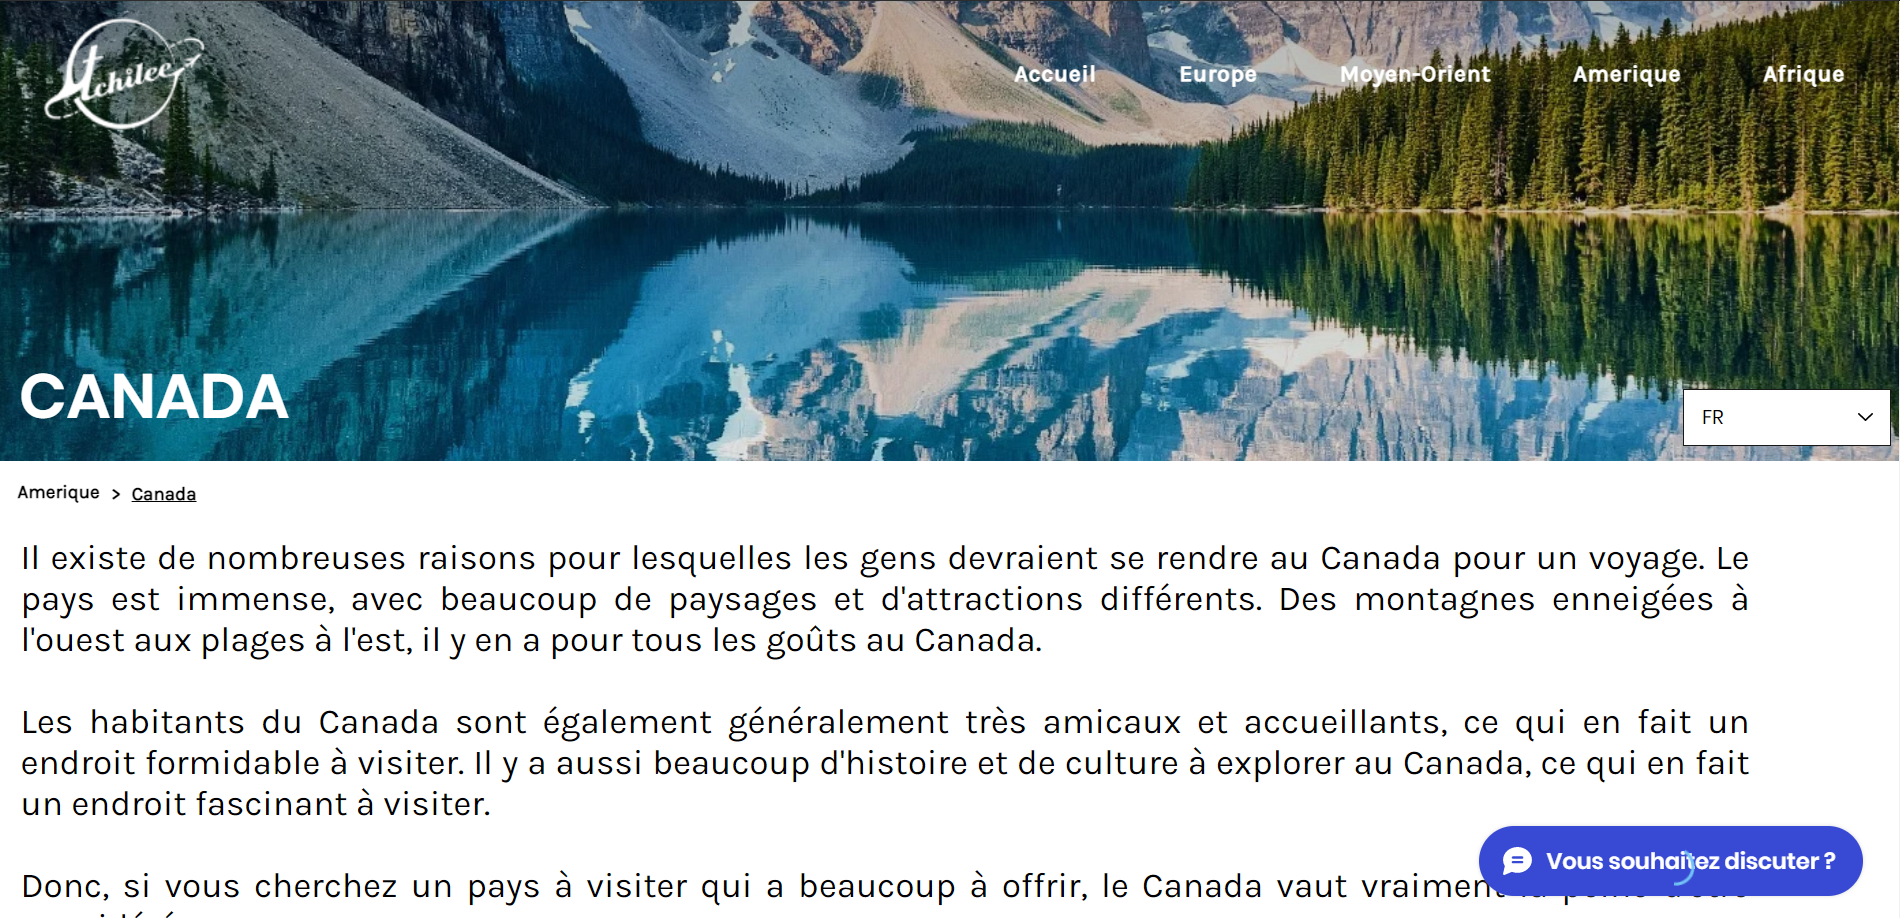 Atchilee
Accueil Europe Moyen-Orient Amerique Afrique
CANADA
FR
Amerique > Canada
Il existe de nombreuses raisons pour lesquelles les gens devraient se rendre au Canada pour un voyage. Le
pays est immense, avec beaucoup de paysages et d'attractions différents. Des montagnes enneigées à
l'ouest aux plages à l'est, il y en a pour tous les goûts au Canada.
Les habitants du Canada sont également généralement très amicaux et accueillants, ce qui en fait un
endroit formidable à visiter. Il y a aussi beaucoup d'histoire et de culture à explorer au Canada, ce qui en fait
un endroit fascinant à visiter.
Donc, si vous cherchez un pays à visiter qui a beaucoup à offrir, le Canada vaut vraiment
Vous souhaitez discuter ?